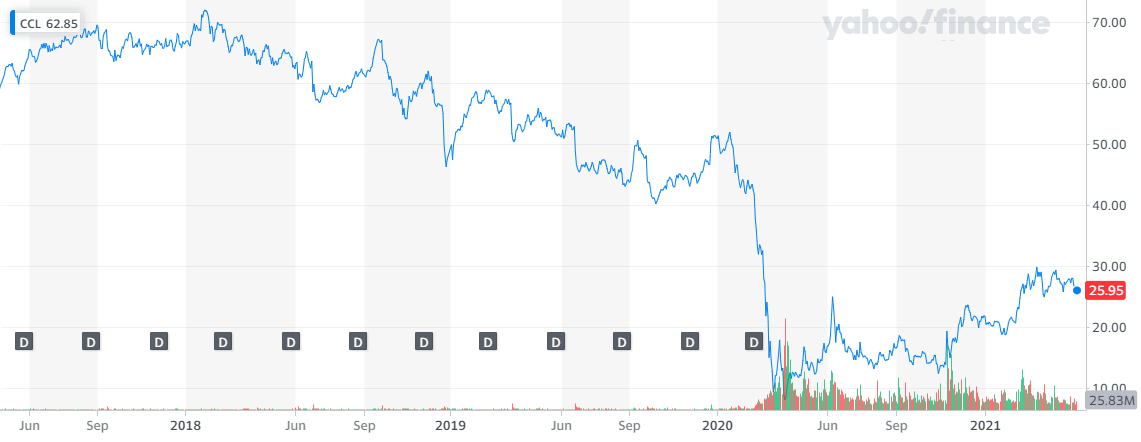 CCL 62.85
yahoo!finance
70.00
60.00
50.00
40.00
30.00
25.95
20.00
D D D D D D D D D D D D
10.00
25.83M
Jun Sep 2018 Jun Sep 2019 Jun Sep 2020 Jun Sep 2021